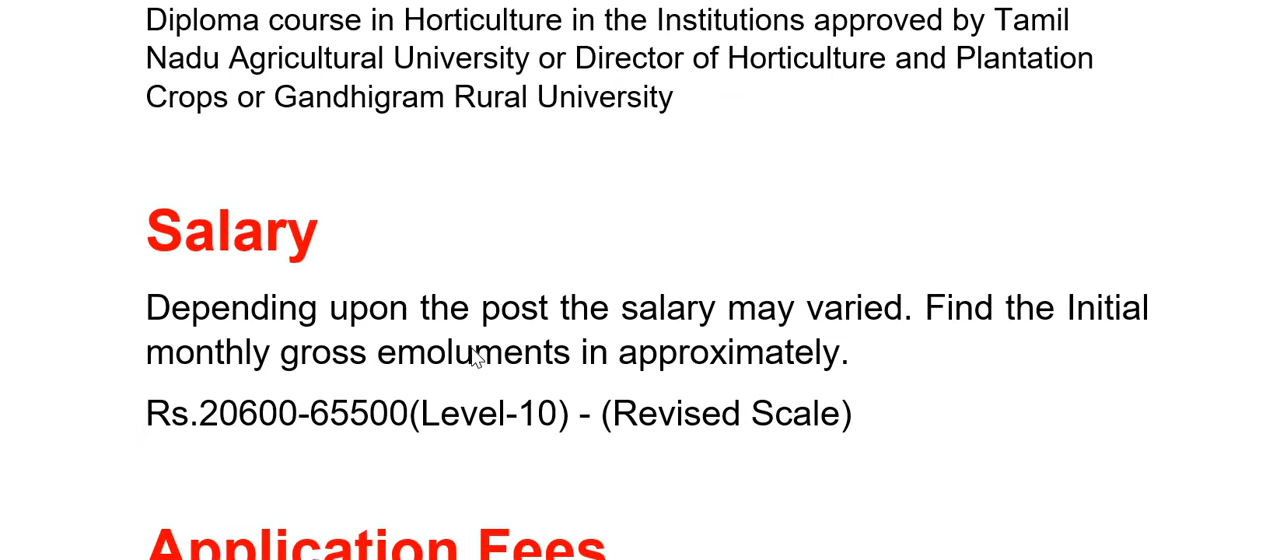 Diploma course in Horticulture in the Institutions approved by Tamil
Nadu Agricultural University or Director of Horticulture and Plantation
Crops or Gandhigram Rural University
Salary
Depending upon the post the salary may varied. Find the Initial
monthly gross emoluments in approximately.
Rs.20600-65500(Level-10) - (Revised Scale)
Application Fees